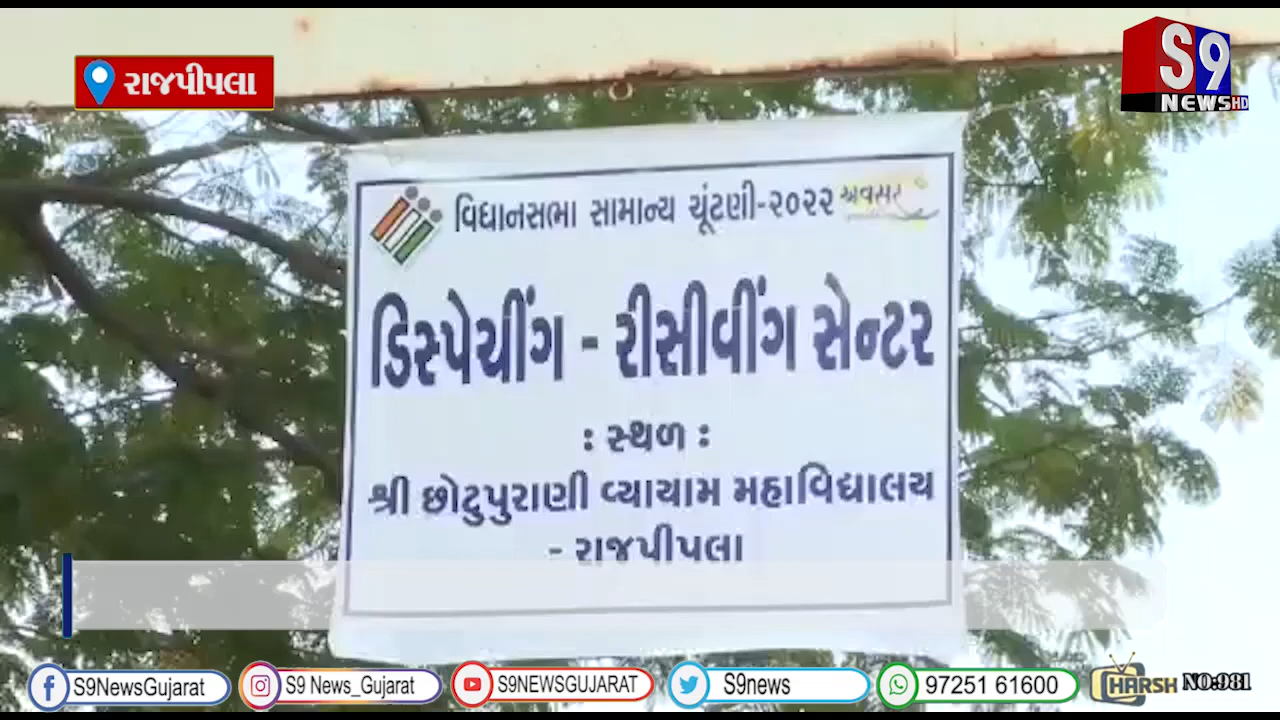 રાજપીપલા
S9
NEWS HD
વિધાનસભા સામાન્ય ચૂંટણી-૨૦૨૨ અવસર
ડિસ્પેચીંગ - રીસીવીંગ સેન્ટર
: સ્થળ :
શ્રી છોટુપુરાણી વ્યાયામ મહાવિદ્યાલય
- રાજપીપલા
S9NewsGujarat
S9 News_Gujarat
S9NEWSGUJARAT
S9news
97251 61600
CHARSH NO:981